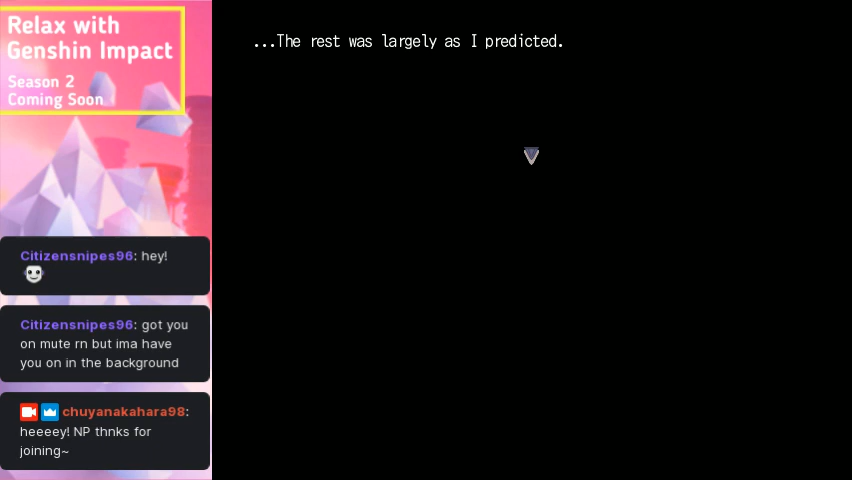 Relax with
Genshin Impact
Season 2
Coming Soon
...The rest was largely as I predicted.
Citizensnipes96: hey!
Citizensnipes96: got you
on mute rn but ima have
you on in the background
chuyanakahara98:
heeeey! NP thnks for
joining~